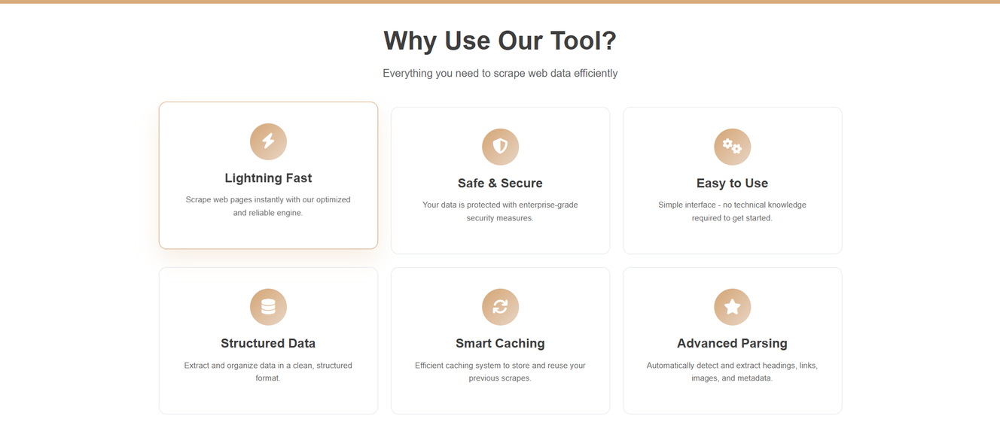 Why Use Our Tool?
Everything you need to scrape web data efficiently
Lightning Fast
Scrape web pages instantly with our optimized
and reliable engine.
Safe & Secure
Your data is protected with enterprise-grade
security measures.
Easy to Use
Simple interface - no technical knowledge
required to get started.
Structured Data
Extract and organize data in a clean, structured
format.
Smart Caching
Efficient caching system to store and reuse your
previous scrapes.
Advanced Parsing
Automatically detect and extract headings, links,
images, and metadata.